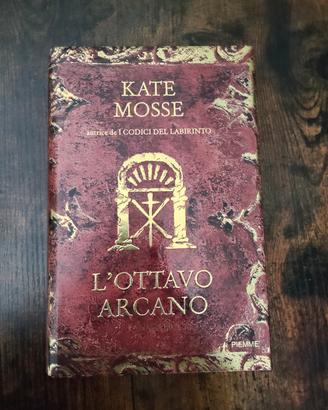 KATE
MOSSE
autrice de I CODICI DEL LABIRINTO
L'OTTAVO
ARCANO
PIEMME